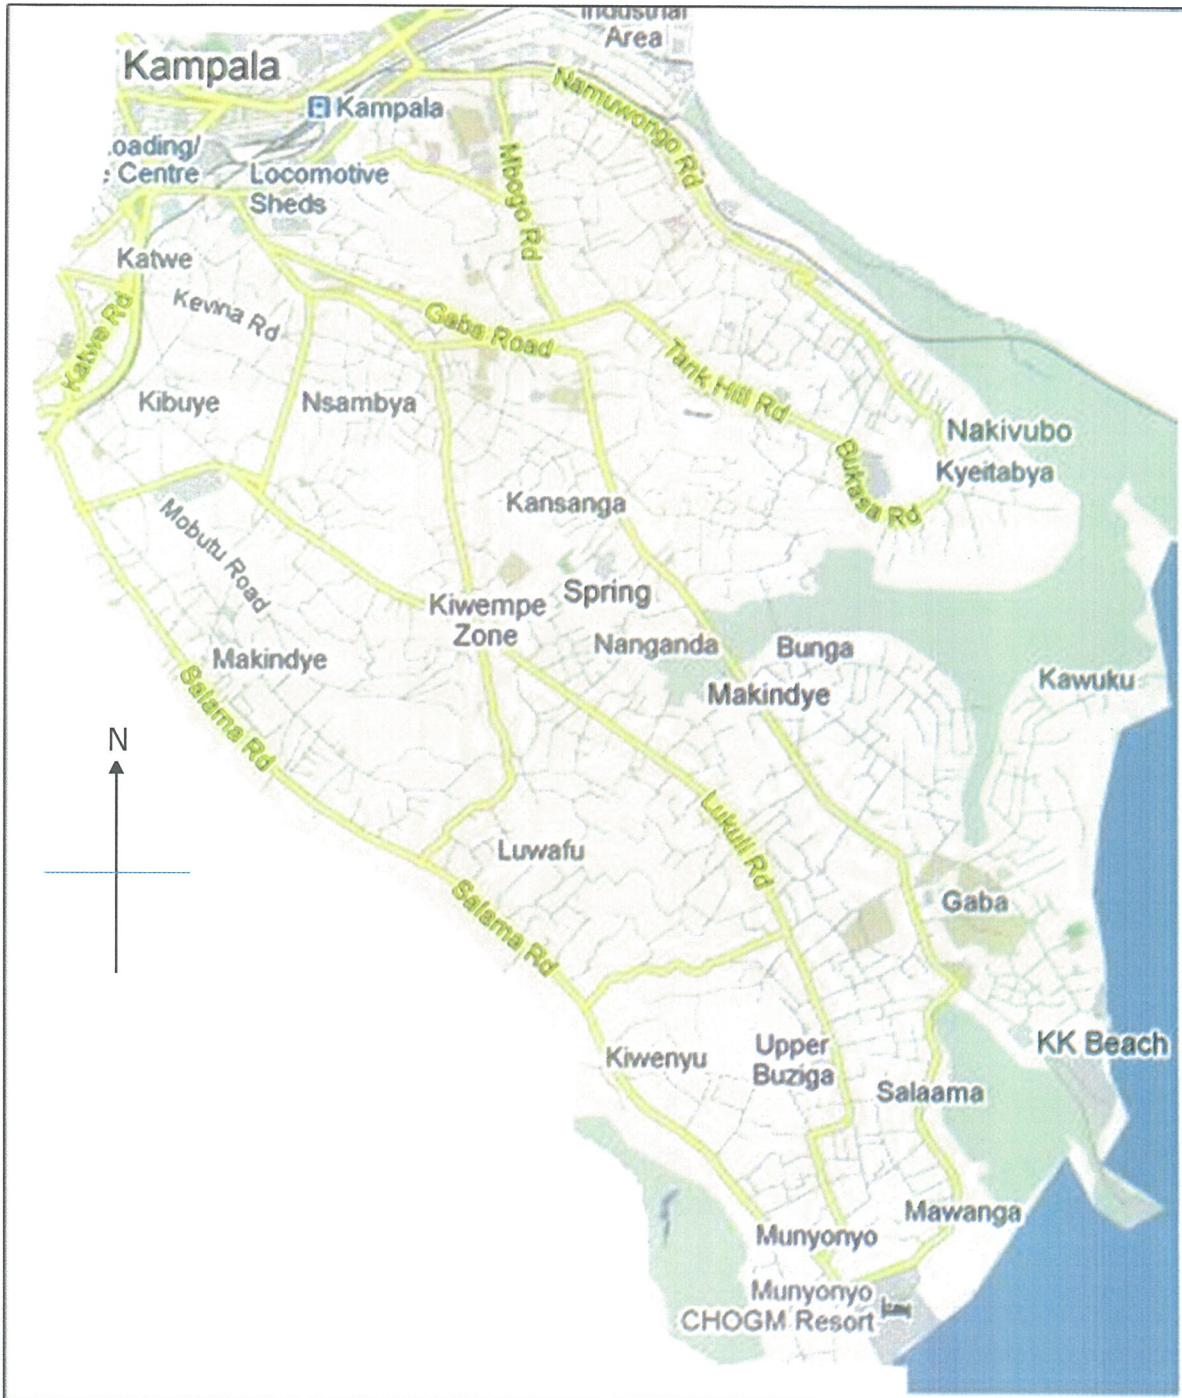 Industrial
Area
Kampala
Kampala
Namuwongo Rd
oading/
Centre
Locomotive
Sheds
Mbogo Rd
Katwe
Katwe Rd
Kevina Rd
Gaba Road
Tank Hill Rd
Kibuye
Nsambya
Nakivubo
Kyeitabya
Bukasa Rd
Kansanga
Mobutu Road
Spring
Kiwempe
Zone
Nanganda
Bunga
Makindye
Kawuku
Makindye
Salama Rd
N
Lukuli Rd
Luwafu
Gaba
Salama Rd
KK Beach
Kiwenyu
Upper
Buziga
Salaama
Mawanga
Munyonyo
Munyonyo
CHOGM Resort